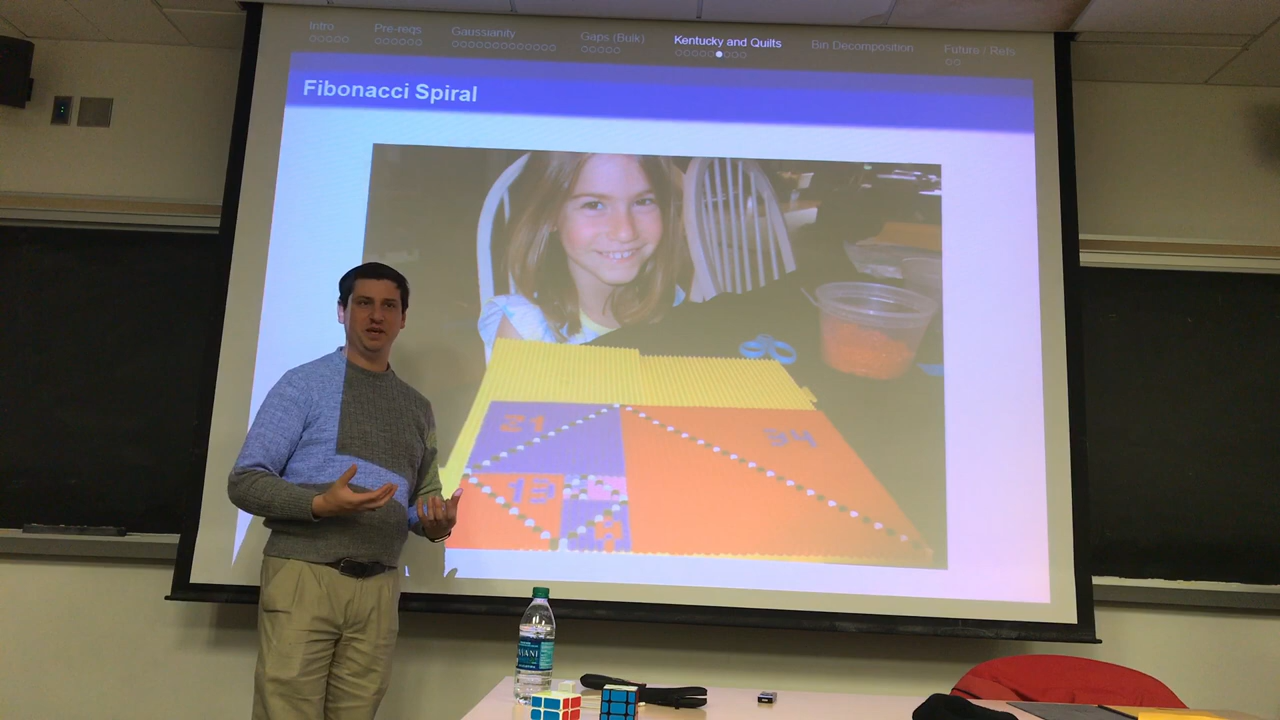 Intro Pre-reqs Gaussianity Gaps (Bulk) Kentucky and Quilts Bin Decomposition Future / Refs
Fibonacci Spiral
21
34
13